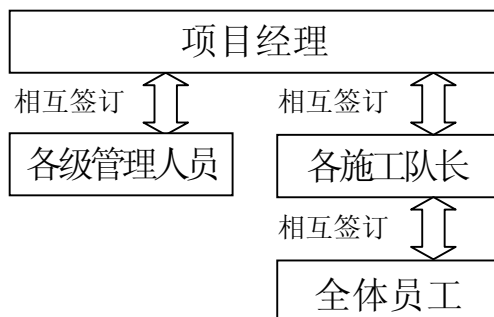 项目经理
相互签订 相互签订
各级管理人员 各施工队长
相互签订
全体员工